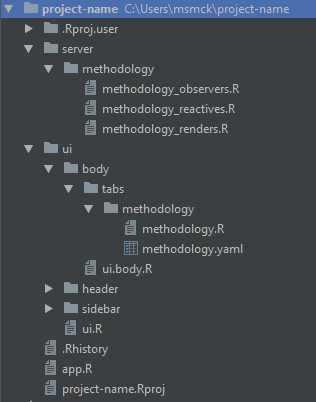 project-name C:\Users\msmck\project-name
.Rproj.user
server
methodology
methodology_observers.R
methodology_reactives.R
methodology_renders.R
ui
body
tabs
methodology
methodology.R
methodology.yaml
ui.body.R
header
sidebar
ui.R
.Rhistory
app.R
project-name.Rproj